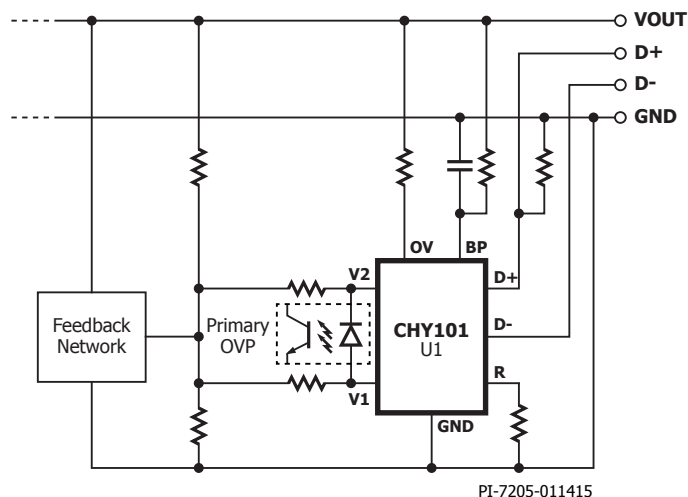 VOUT
D+
D-
GND
OV
BP
V2
D+
Feedback
Network
Primary
OVP
CHY101
U1
D-
R
V1
GND
PI-7205-011415